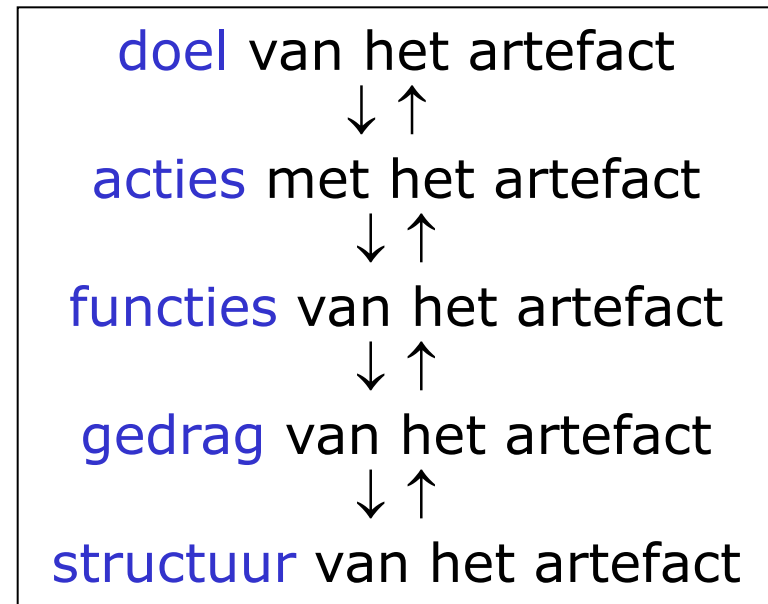 doel van het artefact
↓ ↑
acties met het artefact
↓ ↑
functies van het artefact
↓ ↑
gedrag van het artefact
↓ ↑
structuur van het artefact